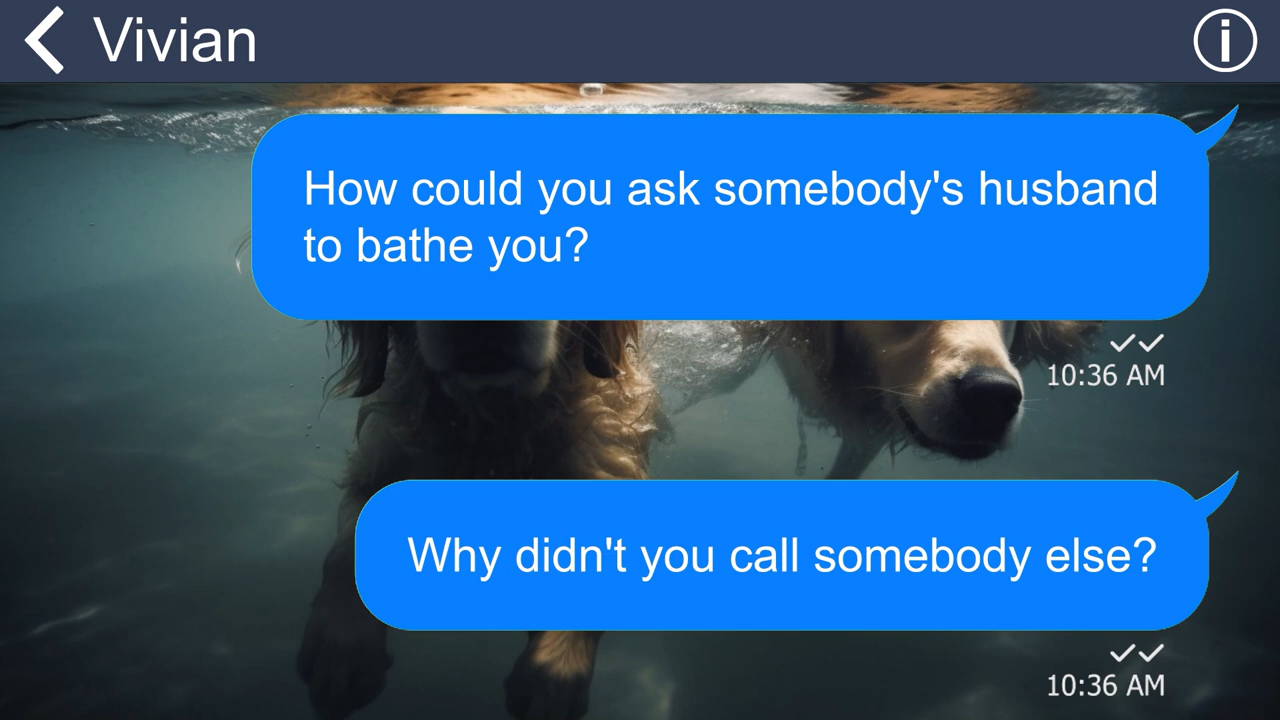 Vivian
How could you ask somebody's husband
to bathe you?
10:36 AM
Why didn't you call somebody else?
10:36 AM